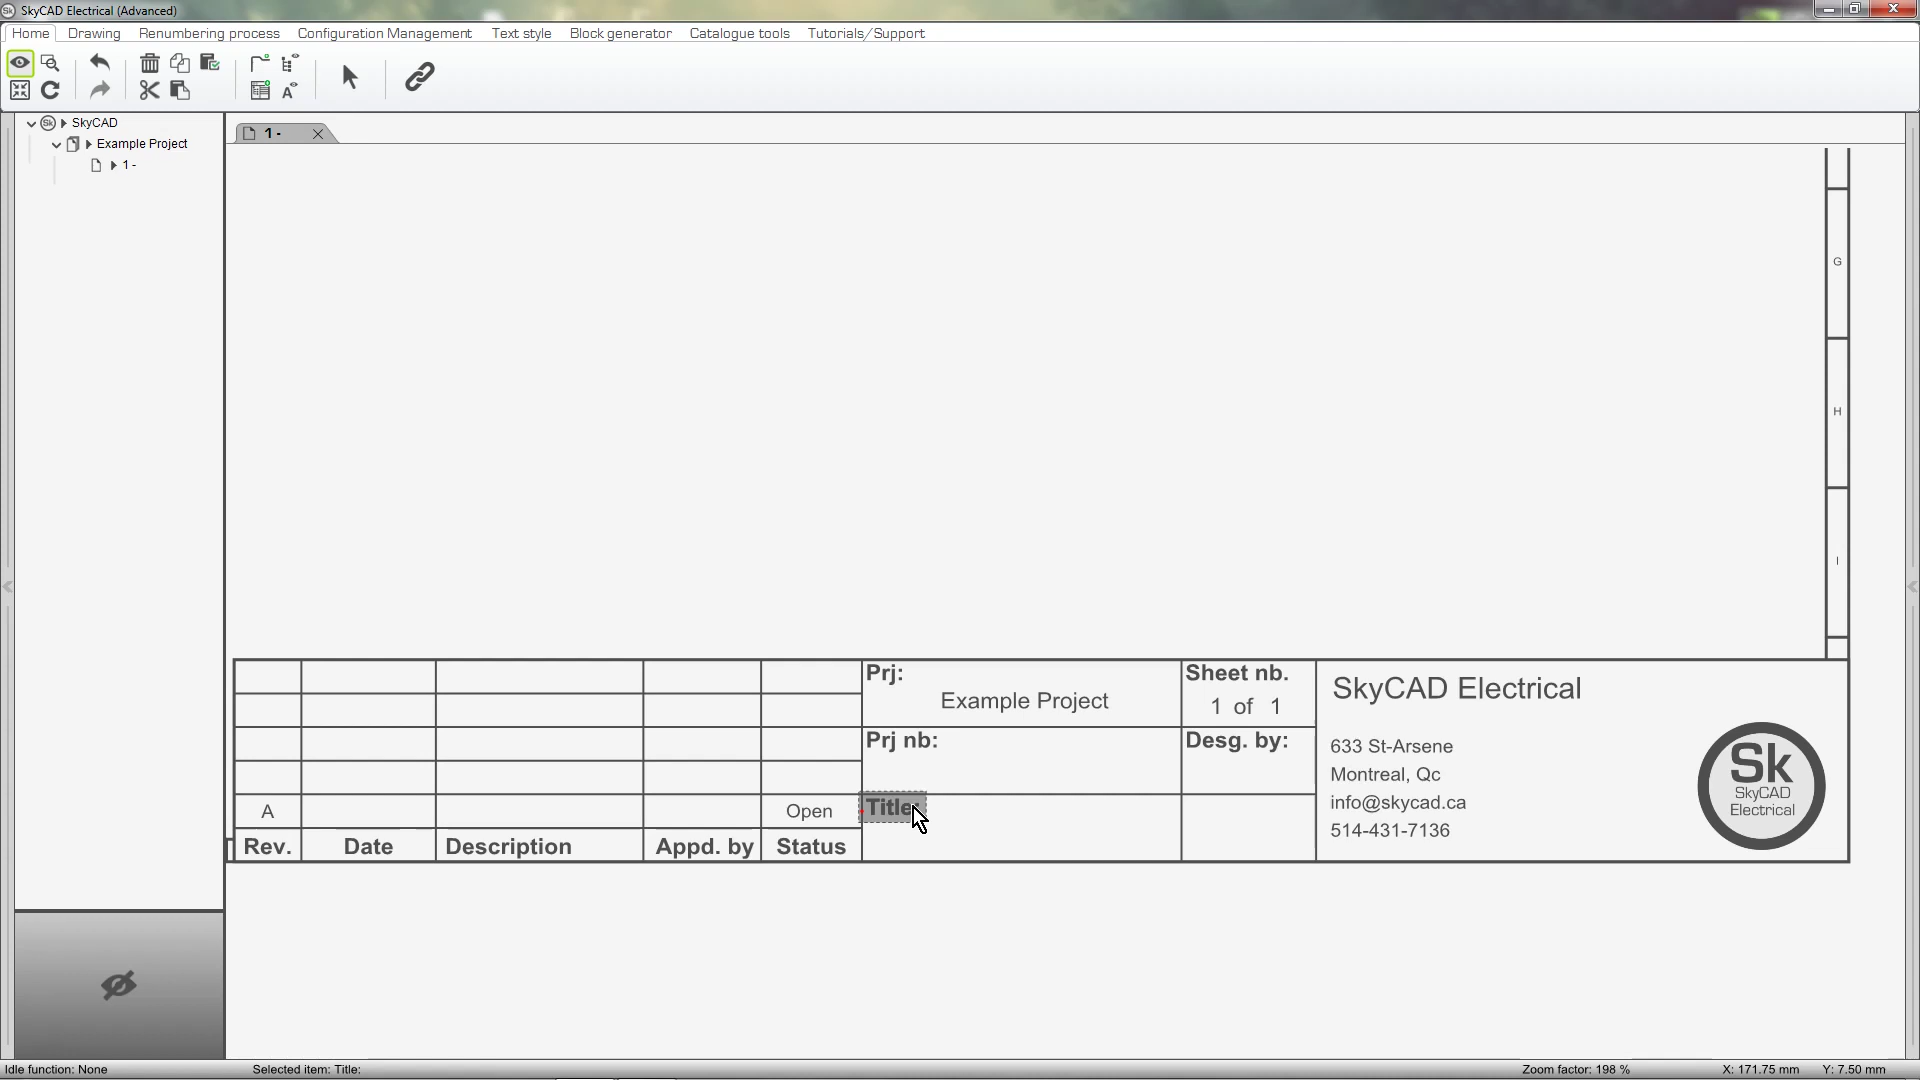 SkyCAD Electrical (Advanced)
Home Drawing Renumbering process Configuration Management Text style Block generator Catalogue tools Tutorials/Support
SkyCAD
Example Project
1 -
1 -
G
H
I
Prj:
Example Project
Sheet nb.
1 of 1
Prj nb:
Desg. by:
A Open
Title:
Rev. Date Description Appd. by Status
SkyCAD Electrical
633 St-Arsene
Montreal, Qc
info@skycad.ca
514-431-7136
Sk
SkyCAD
Electrical
Idle function: None Selected item: Title: Zoom factor: 198 % X: 171.75 mm Y: 7.50 mm